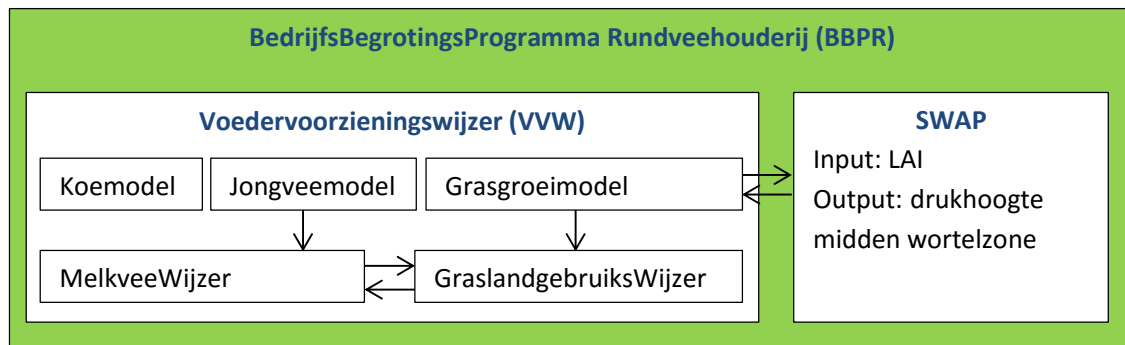 BedrijfsBegrotingsProgramma Rundveehouderij (BBPR)
Voedervoorzieningswijzer (VVW)
Koemodel
Jongveemodel
Grasgroeimodel
MelkveeWijzer
GraslandgebruiksWijzer
SWAP
Input: LAI
Output: drukhoogte
midden wortelzone